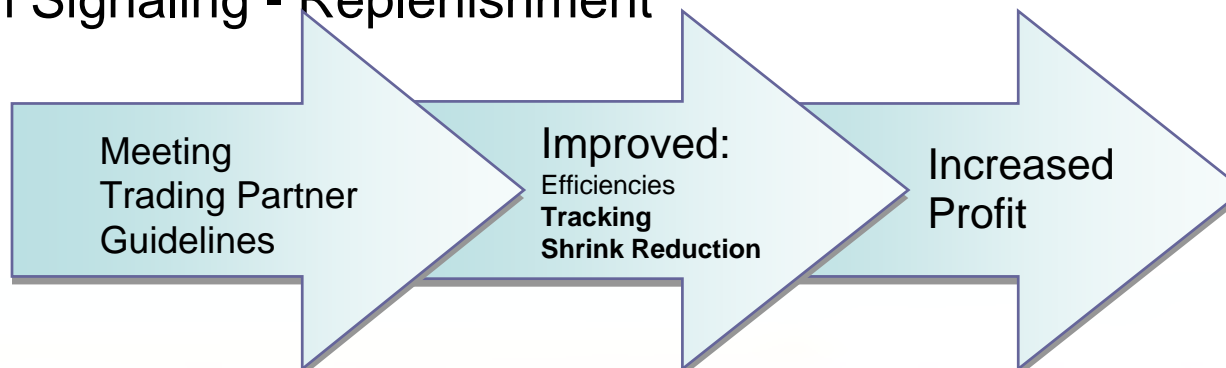 Signaling - Replenishment
Meeting
Trading Partner
Guidelines
Improved:
Efficiencies
Tracking
Shrink Reduction
Increased
Profit